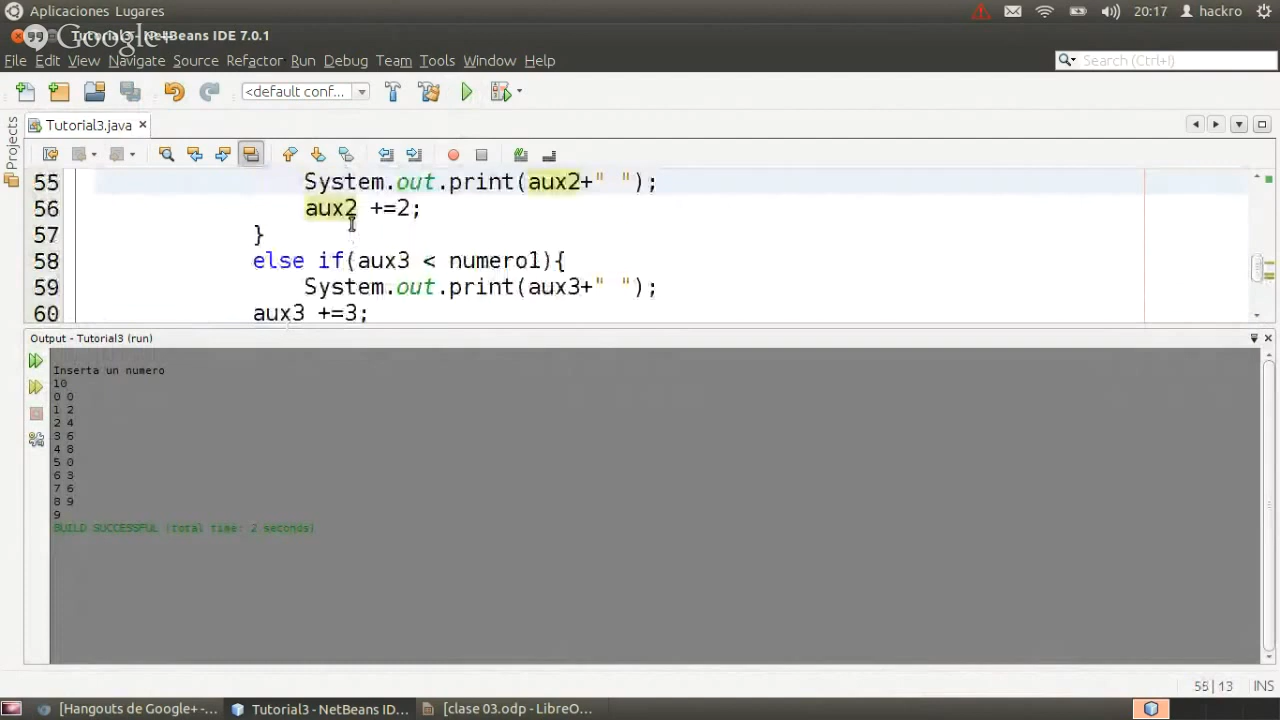 Aplicaciones Lugares
20:17 hackro
Google+
Tutorial3 - NetBeans IDE 7.0.1
File Edit View Navigate Source Refactor Run Debug Team Tools Window Help
Search (Ctrl+I)
<default conf...
Projects
Tutorial3.java
55 System.out.print(aux2+" ");
56 aux2 +=2;
57 }
58 else if(aux3 < numero1){
59 System.out.print(aux3+" ");
60 aux3 +=3;
Output - Tutorial3 (run)
Inserta un numero
10
0 0
1 2
2 4
3 6
4 8
5 0
6 3
7 6
8 9
9
BUILD SUCCESSFUL (total time: 2 seconds)
55|13 INS
[Hangouts de Google+ -... Tutorial3 - NetBeans ID... [clase 03.odp - LibreO...